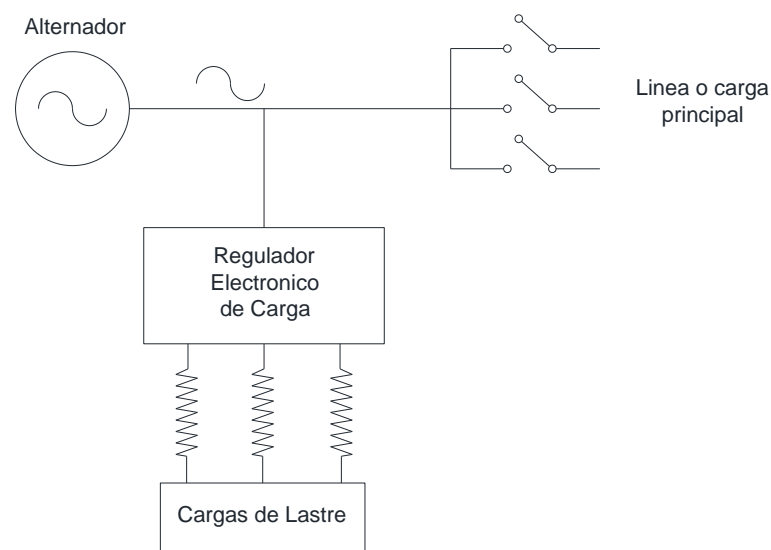 Alternador
Linea o carga
principal
Regulador
Electronico
de Carga
Cargas de Lastre